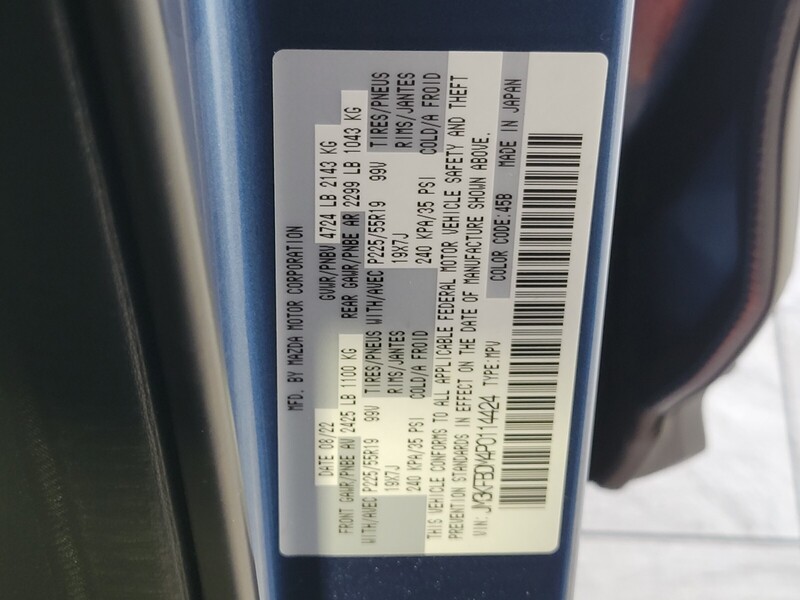 MFD. BY MAZDA MOTOR CORPORATION
DATE 08/22 GVWR/PNBV 4724 LB 2143 KG
FRONT GAWR/PNBE AV 2425 LB 1100 KG REAR GAWR/PNBE AR 2299 LB 1043 KG
WITH/AVEC P225/55R19 99V TIRES/PNEUS WITH/AVEC P225/55R19 99V TIRES/PNEUS
19X7J RIMS/JANTES 19X7J RIMS/JANTES
240 KPA/35 PSI COLD/A FROID 240 KPA/35 PSI COLD/A FROID
THIS VEHICLE CONFORMS TO ALL APPLICABLE FEDERAL MOTOR VEHICLE SAFETY AND THEFT
PREVENTION STANDARDS IN EFFECT ON THE DATE OF MANUFACTURE SHOWN ABOVE.
VIN: JM3KFBDY4P0114424 TYPE:MPV COLOR CODE:45B MADE IN JAPAN